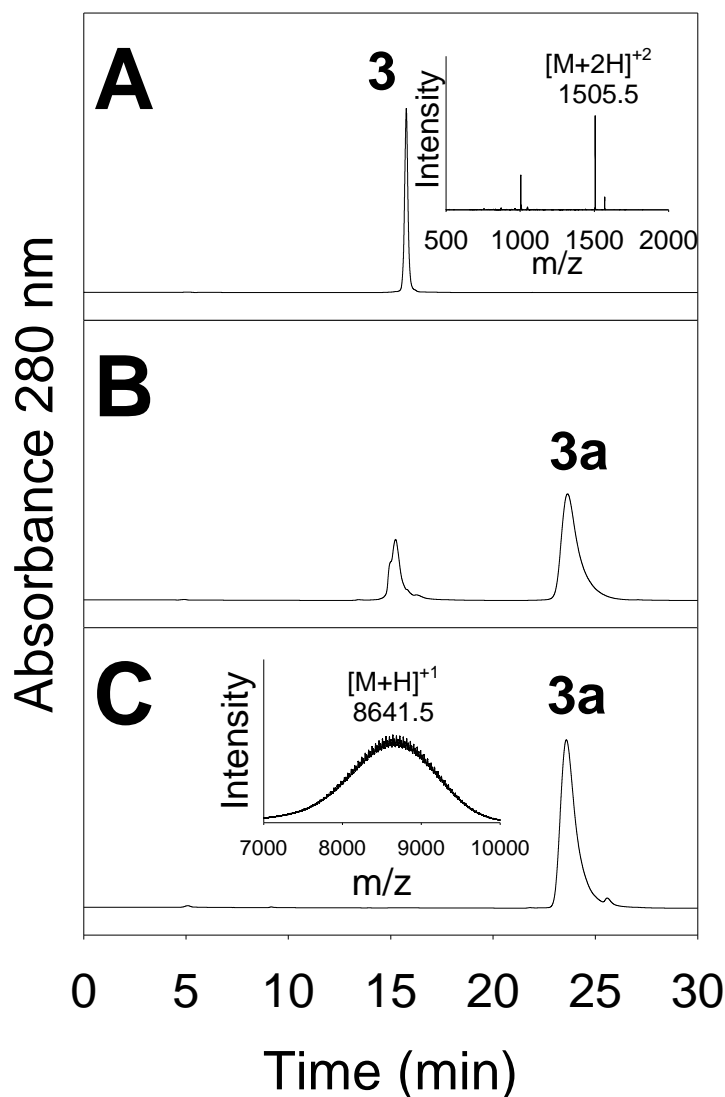 A
3
[M+2H]+2
1505.5
Intensity
500 1000 1500 2000
m/z
B
3a
Absorbance 280 nm
C
3a
[M+H]+1
8641.5
Intensity
7000 8000 9000 10000
m/z
0 5 10 15 20 25 30
Time (min)